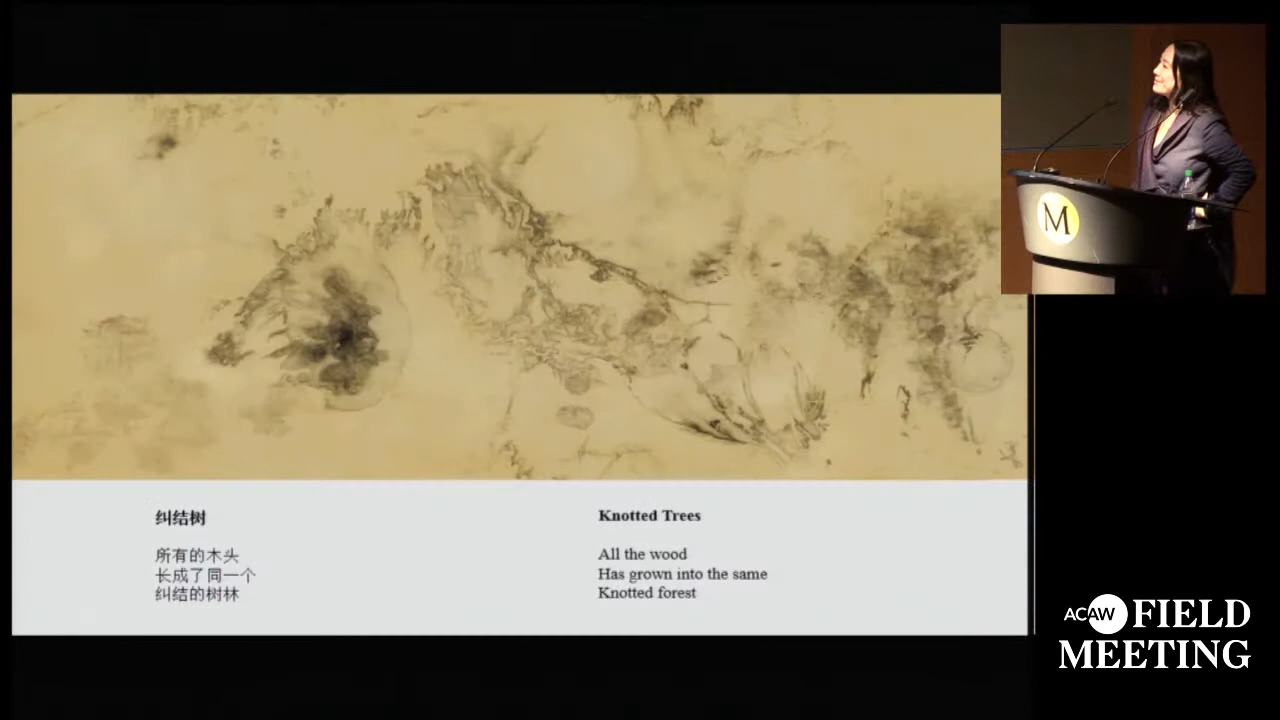 M
纠结树
所有的木头
长成了同一个
纠结的树林
Knotted Trees
All the wood
Has grown into the same
Knotted forest
ACAW FIELD
MEETING